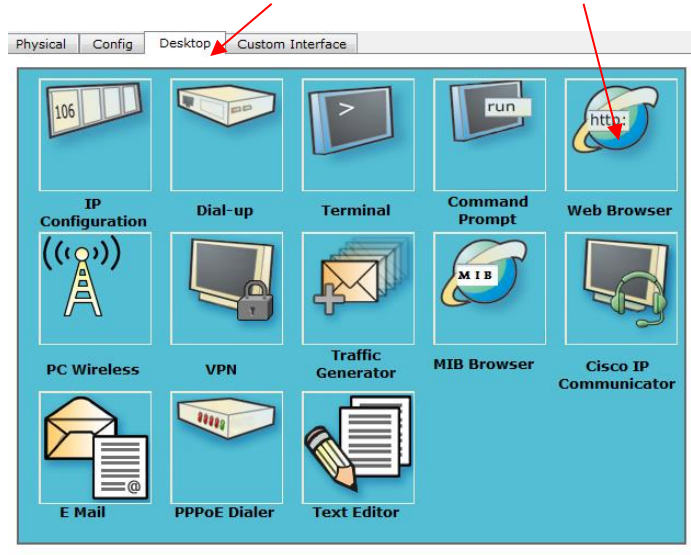 Physical Config Desktop Custom Interface
106
>
run
http:
IP
Configuration
Dial-up
Terminal
Command
Prompt
Web Browser
MIB
PC Wireless
VPN
Traffic
Generator
MIB Browser
Cisco IP
Communicator
@
E Mail
PPPoE Dialer
Text Editor